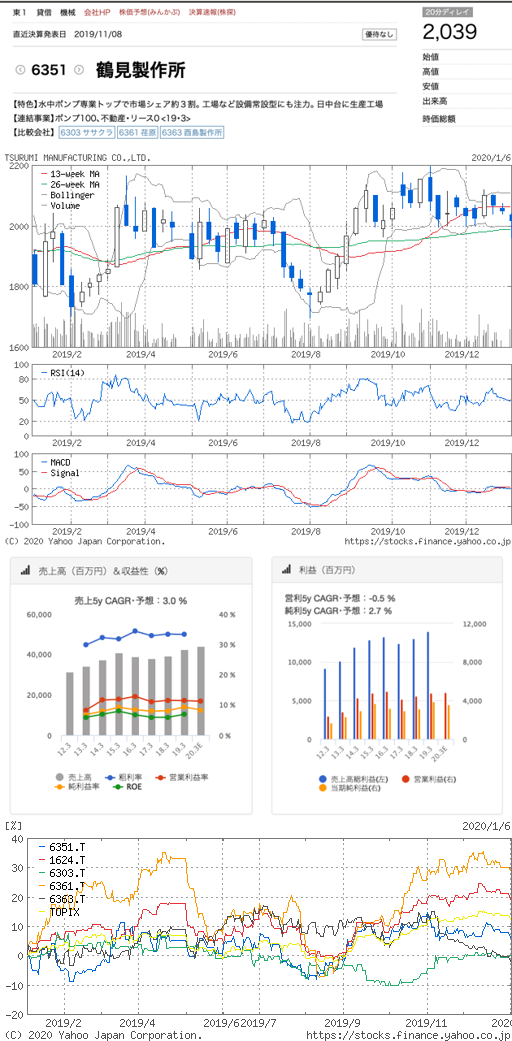 東1 貸借 機械 会社HP 株価予想(みんかぶ) 決算速報(株探)
20分ディレイ
直近決算発表日 2019/11/08
優待なし
2,039
6351 鶴見製作所
始値
高値
安値
出来高
時価総額
【特色】水中ポンプ専業トップで市場シェア約3割。工場など設備常設型にも注力。日中台に生産工場
【連結事業】ポンプ100、不動産・リース0<19・3>
【比較会社】 6303 ササクラ 6361 荏原 6363 酉島製作所
TSURUMI MANUFACTURING CO.,LTD.
2020/1/6
2200
2000
1800
1600
13-week MA
26-week MA
Bollinger
Volume
2019/2 2019/4 2019/6 2019/8 2019/10 2019/12
100
80
60
40
20
0
RSI(14)
2019/2 2019/4 2019/6 2019/8 2019/10 2019/12
100
50
0
-50
-100
MACD
Signal
2019/2 2019/4 2019/6 2019/8 2019/10 2019/12
(C) 2020 Yahoo Japan Corporation.
https://stocks.finance.yahoo.co.jp
売上高（百万円）＆収益性（%）
売上5y CAGR・予想：3.0 %
60,000
40,000
20,000
0
40 %
30 %
20 %
10 %
0 %
12.3 13.3 14.3 15.3 16.3 17.3 18.3 19.3 20.3E
売上高 粗利率 営業利益率
純利益率 ROE
利益（百万円）
営利5y CAGR・予想：-0.5 %
純利5y CAGR・予想：2.7 %
15,000
10,000
5,000
0
12,000
8,000
4,000
0
12.3 13.3 14.3 15.3 16.3 17.3 18.3 19.3 20.3E
売上高総利益(左) 営業利益(右)
当期純利益(右)
[%]
2020/1/6
40
30
20
10
0
-10
-20
6351.T
1624.T
6303.T
6361.T
6363.T
TOPIX
2019/2 2019/4 2019/6 2019/7 2019/9 2019/11 2020
(C) 2020 Yahoo Japan Corporation.
https://stocks.finance.yahoo.co.jp